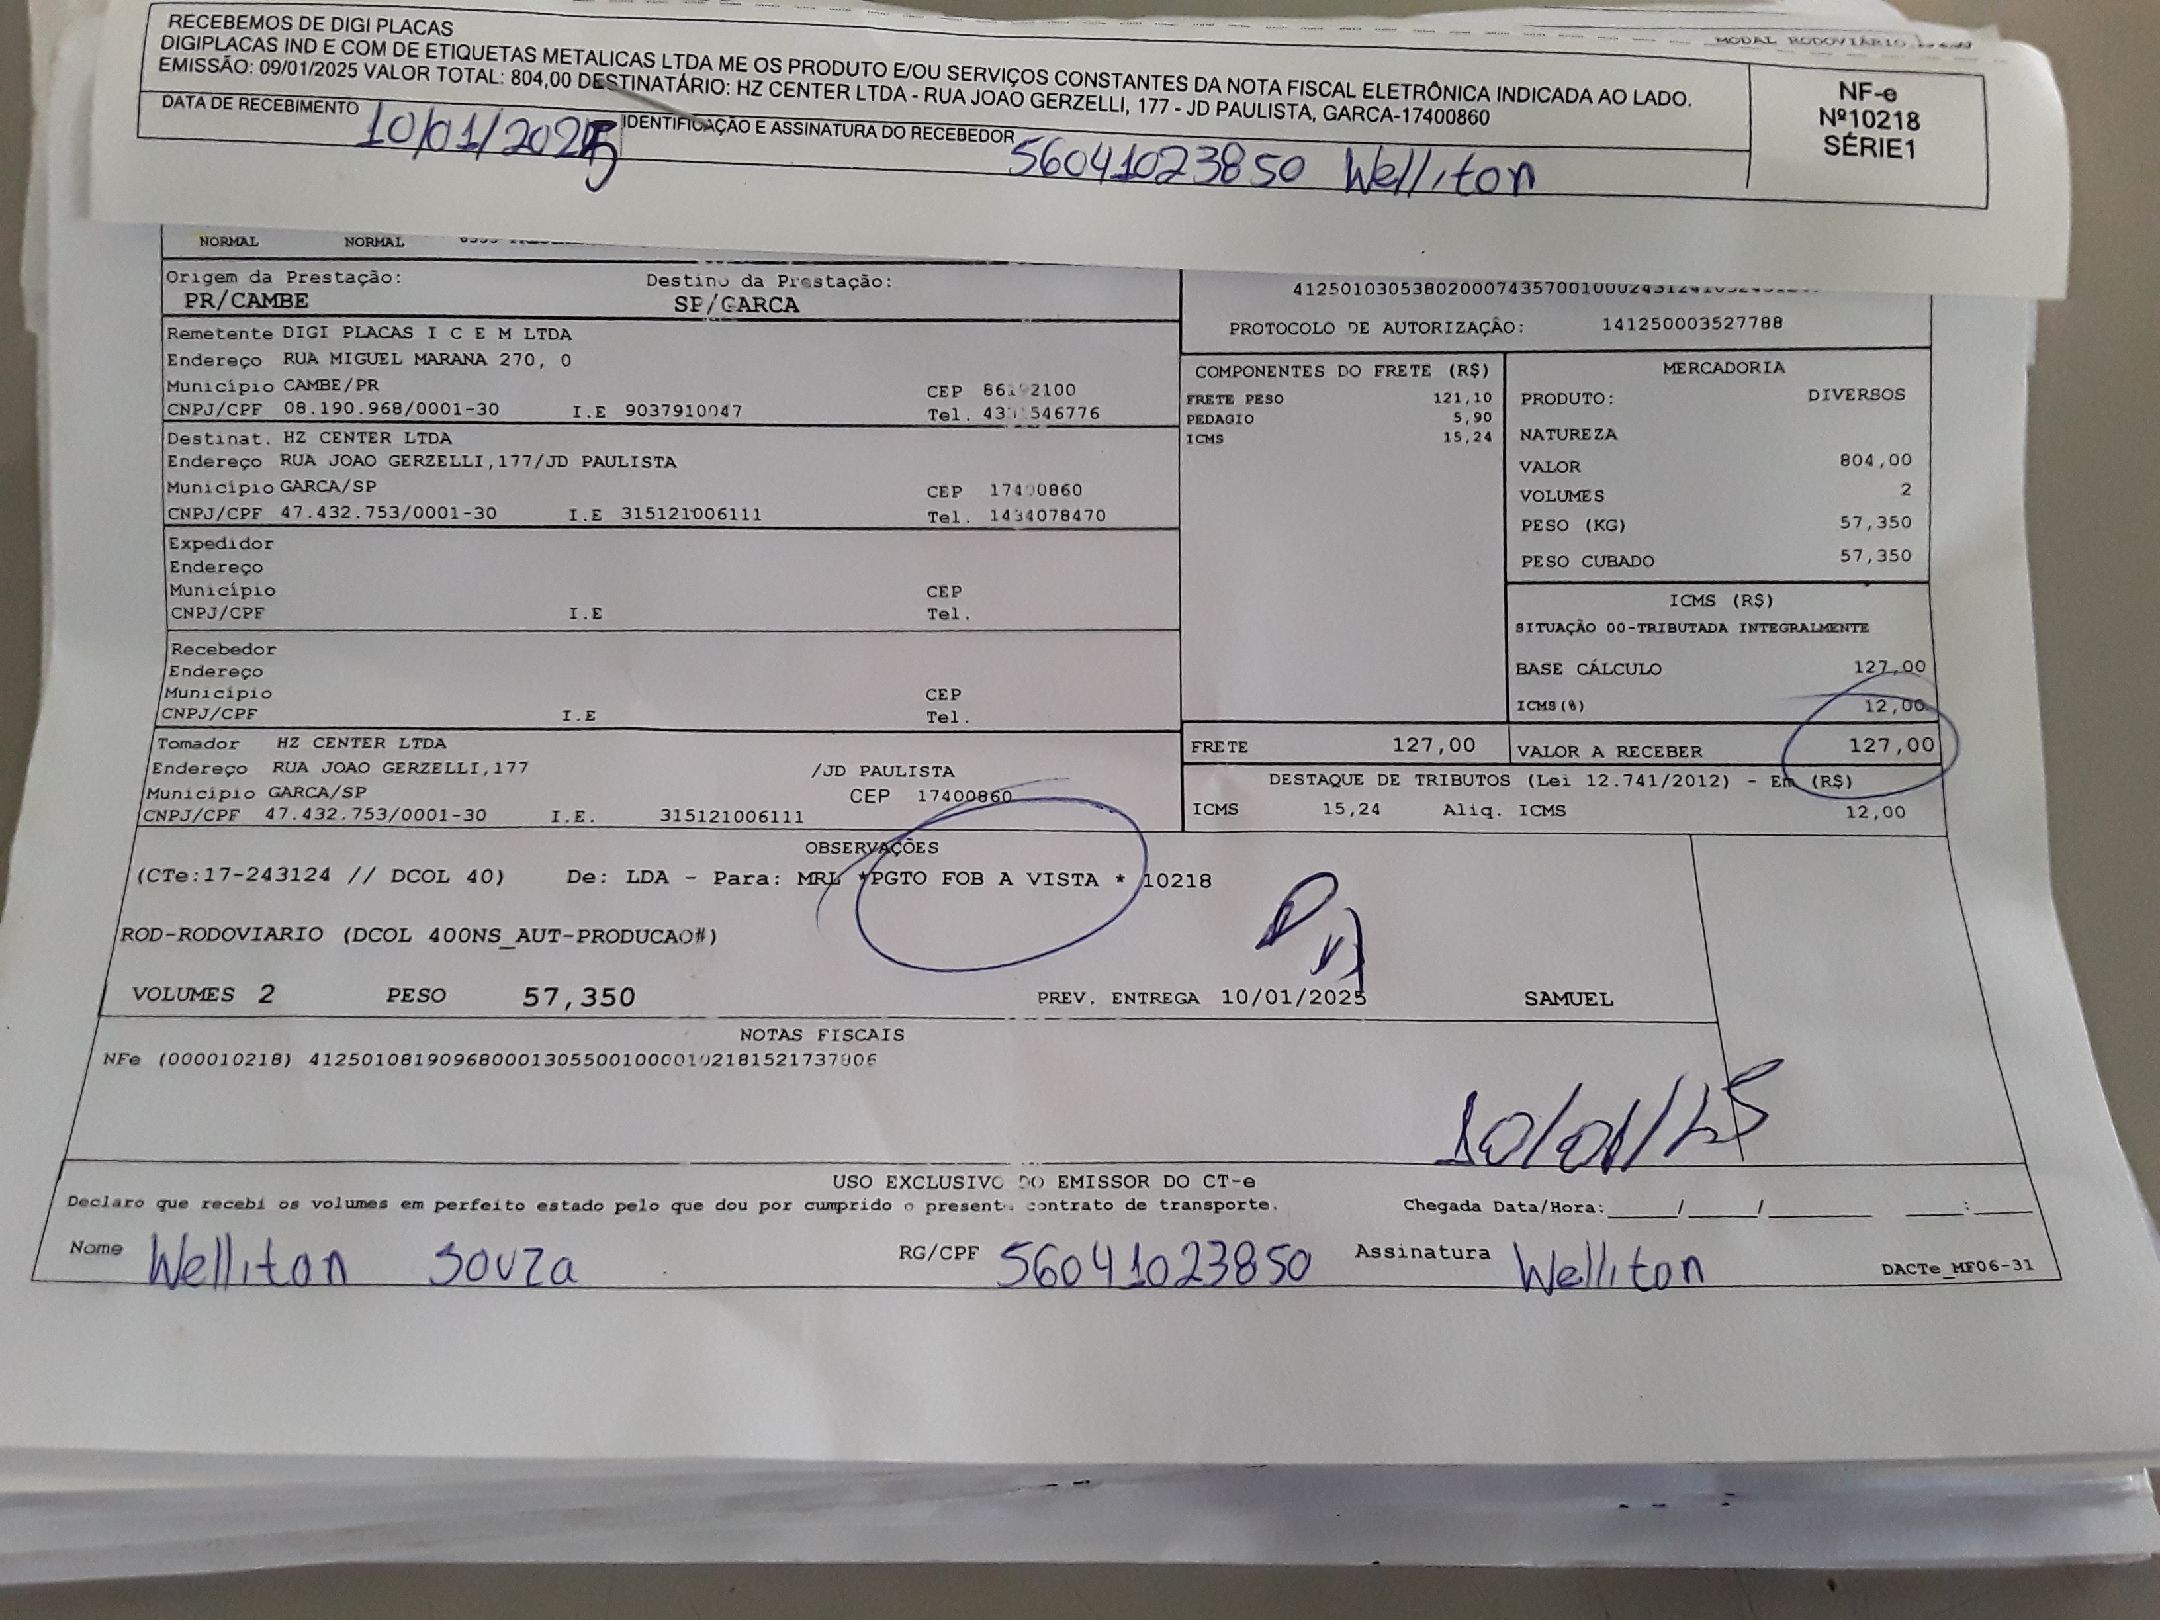 MODAL RODOVIÁRIO
RECEBEMOS DE DIGI PLACAS
DIGIPLACAS IND E COM DE ETIQUETAS METALICAS LTDA ME OS PRODUTO E/OU SERVIÇOS CONSTANTES DA NOTA FISCAL ELETRÔNICA INDICADA AO LADO.
EMISSÃO: 09/01/2025 VALOR TOTAL: 804,00 DESTINATÁRIO: HZ CENTER LTDA - RUA JOAO GERZELLI, 177 - JD PAULISTA, GARCA-17400860
NF-e
Nº10218
SÉRIE1
DATA DE RECEBIMENTO 10/01/2025
IDENTIFICAÇÃO E ASSINATURA DO RECEBEDOR 56041023850 Welliton
NORMAL NORMAL
Origem da Prestação: Destino da Prestação:
PR/CAMBE SP/GARCA
Remetente DIGI PLACAS I C E M LTDA
Endereço RUA MIGUEL MARANA 270, 0
Município CAMBE/PR CEP
CNPJ/CPF 08.190.968/0001-30 I.E 9037910047 Tel.
Destinat. HZ CENTER LTDA
Endereço RUA JOAO GERZELLI,177/JD PAULISTA
Município GARCA/SP CEP 17400860
CNPJ/CPF 47.432.753/0001-30 I.E 315121006111 Tel. 1434078470
Expedidor
Endereço
Município CEP
CNPJ/CPF I.E Tel.
Recebedor
Endereço
Município CEP
CNPJ/CPF I.E Tel.
Tomador HZ CENTER LTDA
Endereço RUA JOAO GERZELLI,177 /JD PAULISTA
Município GARCA/SP CEP 17400860
CNPJ/CPF 47.432.753/0001-30 I.E. 315121006111
PROTOCOLO DE AUTORIZAÇÃO: 141250003527788
COMPONENTES DO FRETE (R$)
FRETE PESO 121,10
PEDAGIO 5,90
ICMS 15,24
MERCADORIA
PRODUTO: DIVERSOS
NATUREZA
VALOR 804,00
VOLUMES 2
PESO (KG) 57,350
PESO CUBADO 57,350
ICMS (R$)
SITUAÇÃO 00-TRIBUTADA INTEGRALMENTE
BASE CÁLCULO 127,00
ICMS(%) 12,00
FRETE 127,00 VALOR A RECEBER 127,00
DESTAQUE DE TRIBUTOS (Lei 12.741/2012) - Em (R$)
ICMS 15,24 Aliq. ICMS 12,00
OBSERVAÇÕES
(CTe:17-243124 // DCOL 40) De: LDA - Para: MRL *PGTO FOB A VISTA * 10218
ROD-RODOVIARIO (DCOL 400NS_AUT-PRODUCAO#)
VOLUMES 2 PESO 57,350 PREV. ENTREGA 10/01/2025 SAMUEL
NOTAS FISCAIS
NFe (000010218)
10/01/25
USO EXCLUSIVO DO EMISSOR DO CT-e
Declaro que recebi os volumes em perfeito estado pelo que dou por cumprido o presente contrato de transporte. Chegada Data/Hora:____/____/______ ___:___
Nome Welliton Souza RG/CPF 56041023850 Assinatura Welliton
DACTe_MF06-31